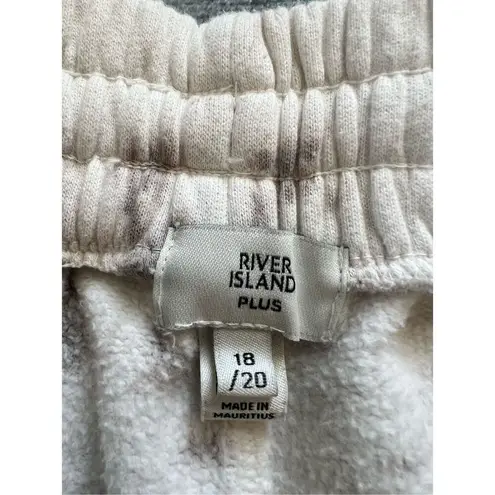 RIVER
ISLAND
PLUS
18
/20
MADE IN
MAURITIUS